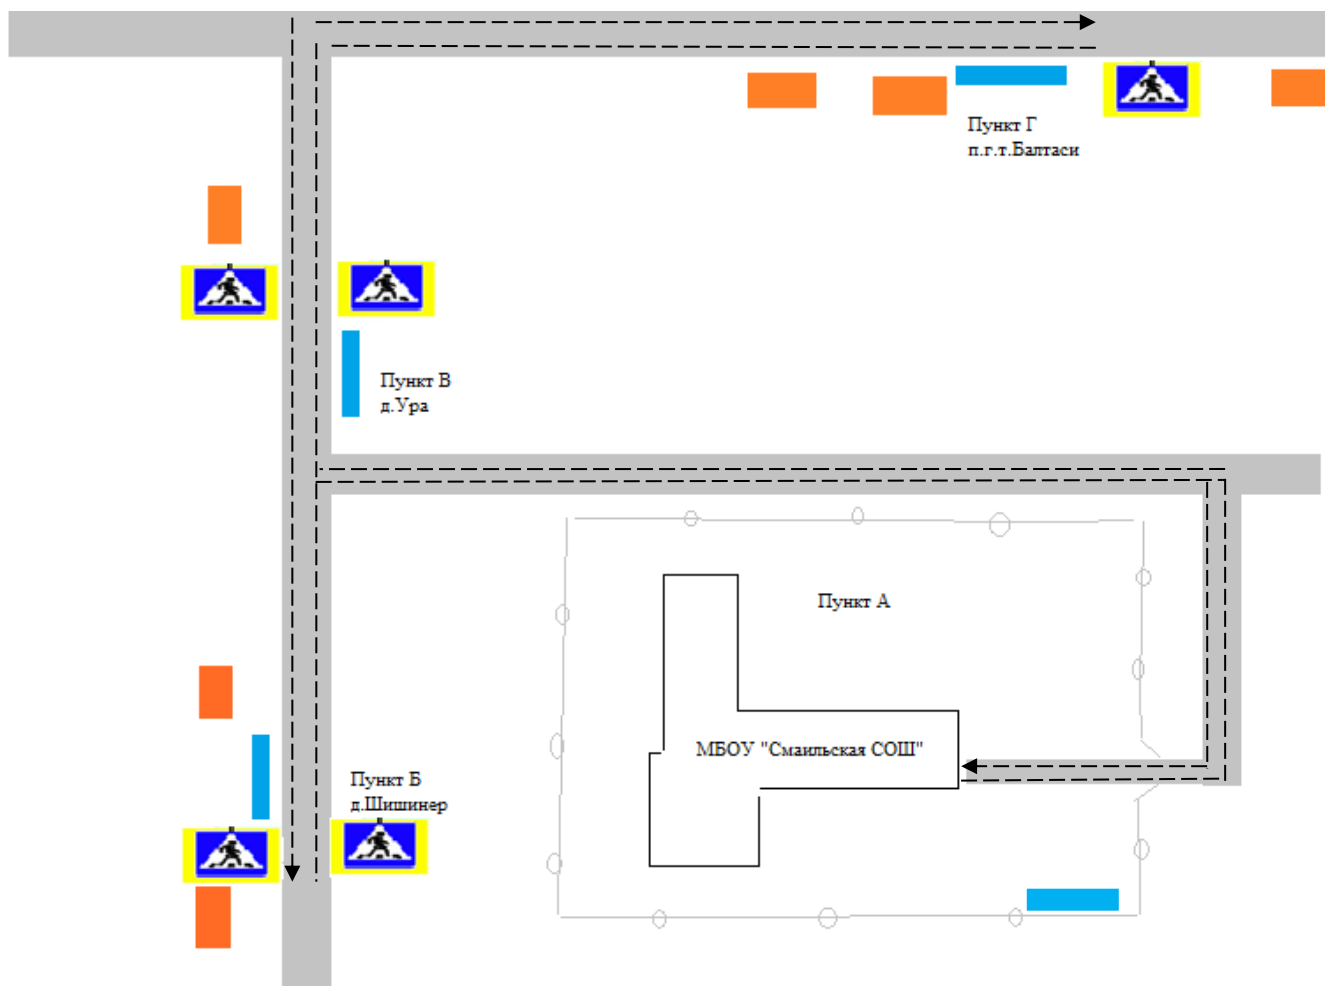 Пункт Г
п.г.т.Балтаси
Пункт В
д.Ура
Пункт А
МБОУ "Смаильская СОШ"
Пункт Б
д.Шишинер